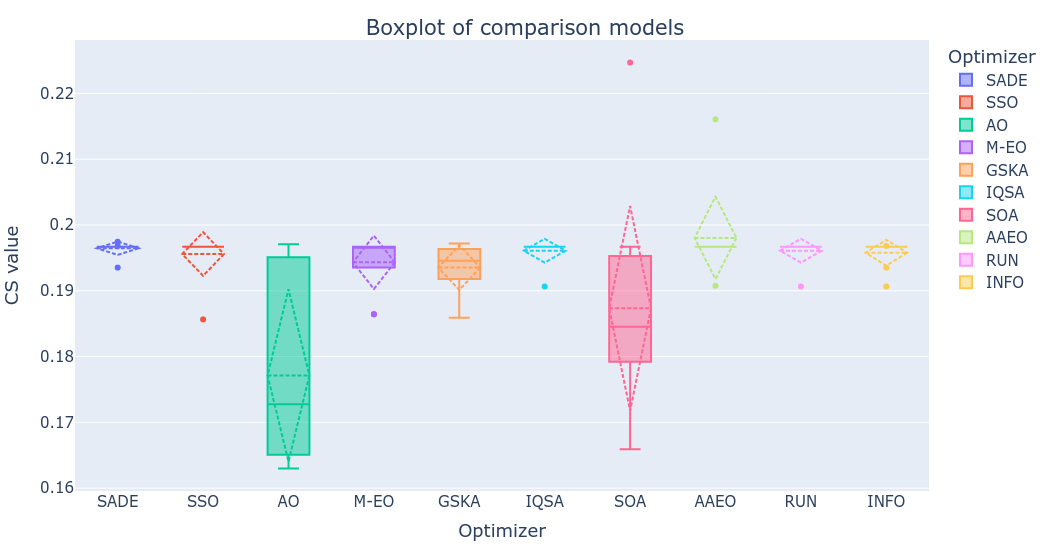 Boxplot of comparison models
CS value
0.22
0.21
0.2
0.19
0.18
0.17
0.16
SADE SSO AO M-EO GSKA IQSA SOA AAEO RUN INFO
Optimizer
Optimizer
SADE
SSO
AO
M-EO
GSKA
IQSA
SOA
AAEO
RUN
INFO